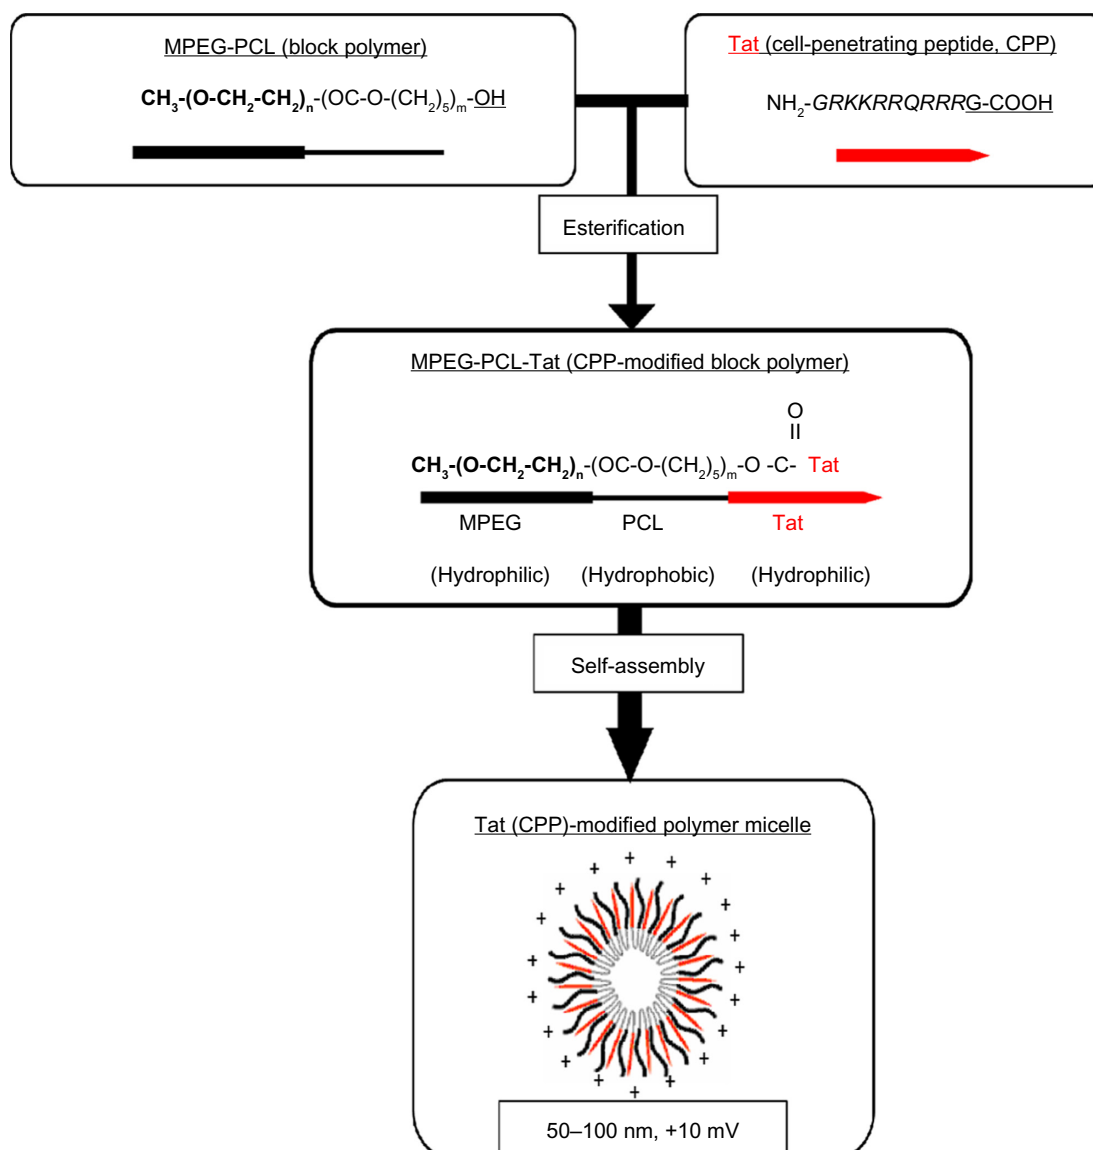 MPEG-PCL (block polymer)
CH3-(O-CH2-CH2)n-(OC-O-(CH2)5)m-OH
Tat (cell-penetrating peptide, CPP)
NH2-GRKKRRQRRRG-COOH
Esterification
MPEG-PCL-Tat (CPP-modified block polymer)
O
CH3-(O-CH2-CH2)n-(OC-O-(CH2)5)m-O -C- Tat
MPEG PCL Tat
(Hydrophilic) (Hydrophobic) (Hydrophilic)
Self-assembly
Tat (CPP)-modified polymer micelle
+ + + + + + + + + + + + + + + + + + + + +
50–100 nm, +10 mV